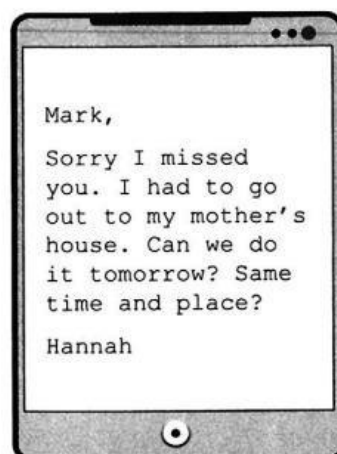 Mark,
Sorry I missed
you. I had to go
out to my mother's
house. Can we do
it tomorrow? Same
time and place?
Hannah